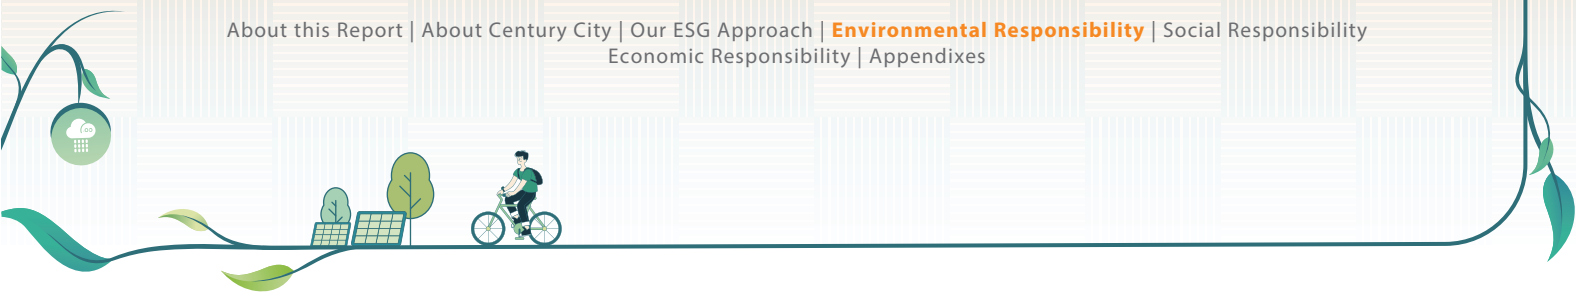 About this Report | About Century City | Our ESG Approach | Environmental Responsibility | Social Responsibility
Economic Responsibility | Appendixes